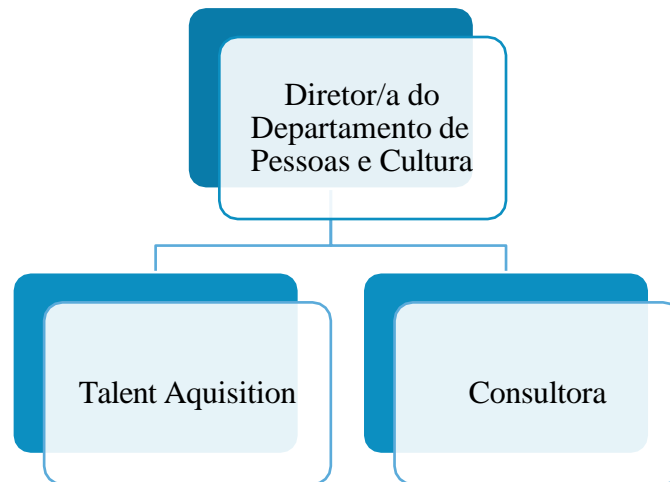 Diretor/a do
Departamento de
Pessoas e Cultura
Talent Aquisition
Consultora